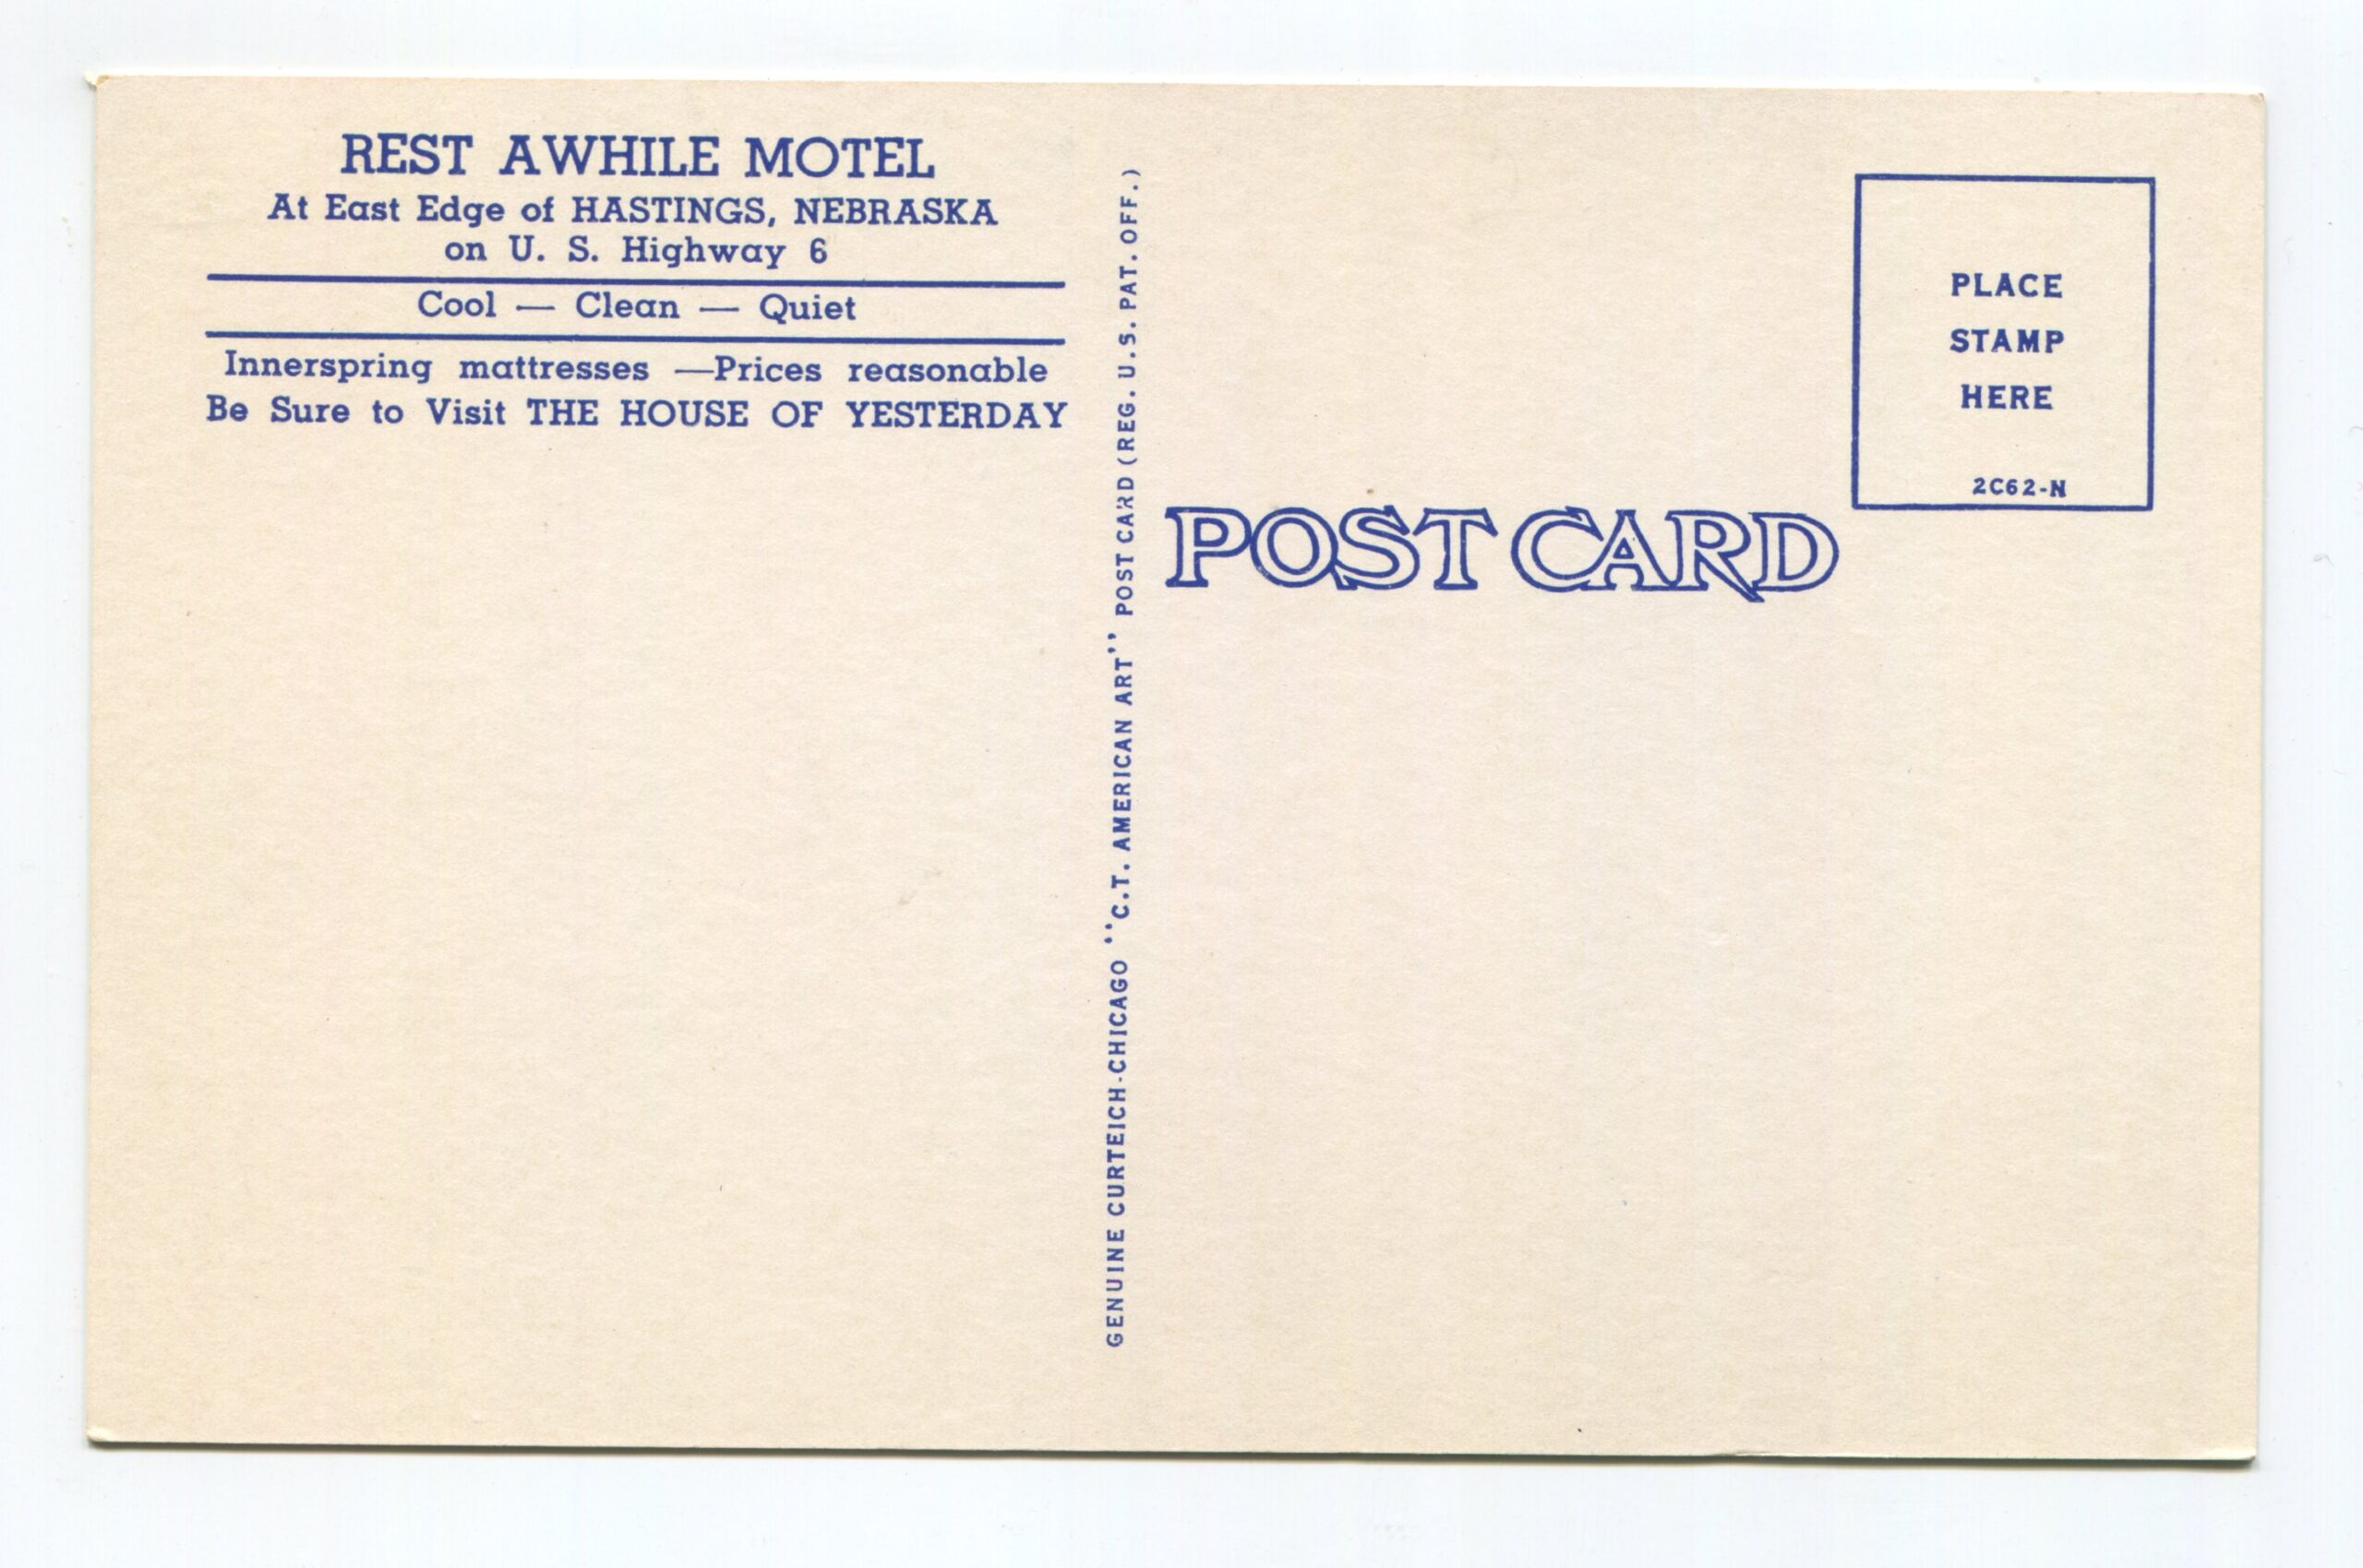 REST AWHILE MOTEL
At East Edge of HASTINGS, NEBRASKA
on U. S. Highway 6
Cool — Clean — Quiet
Innerspring mattresses —Prices reasonable
Be Sure to Visit THE HOUSE OF YESTERDAY
GENUINE CURTEICH-CHICAGO "C.T. AMERICAN ART" POST CARD (REG. U.S. PAT. OFF.)
POST CARD
PLACE
STAMP
HERE
2C62-N